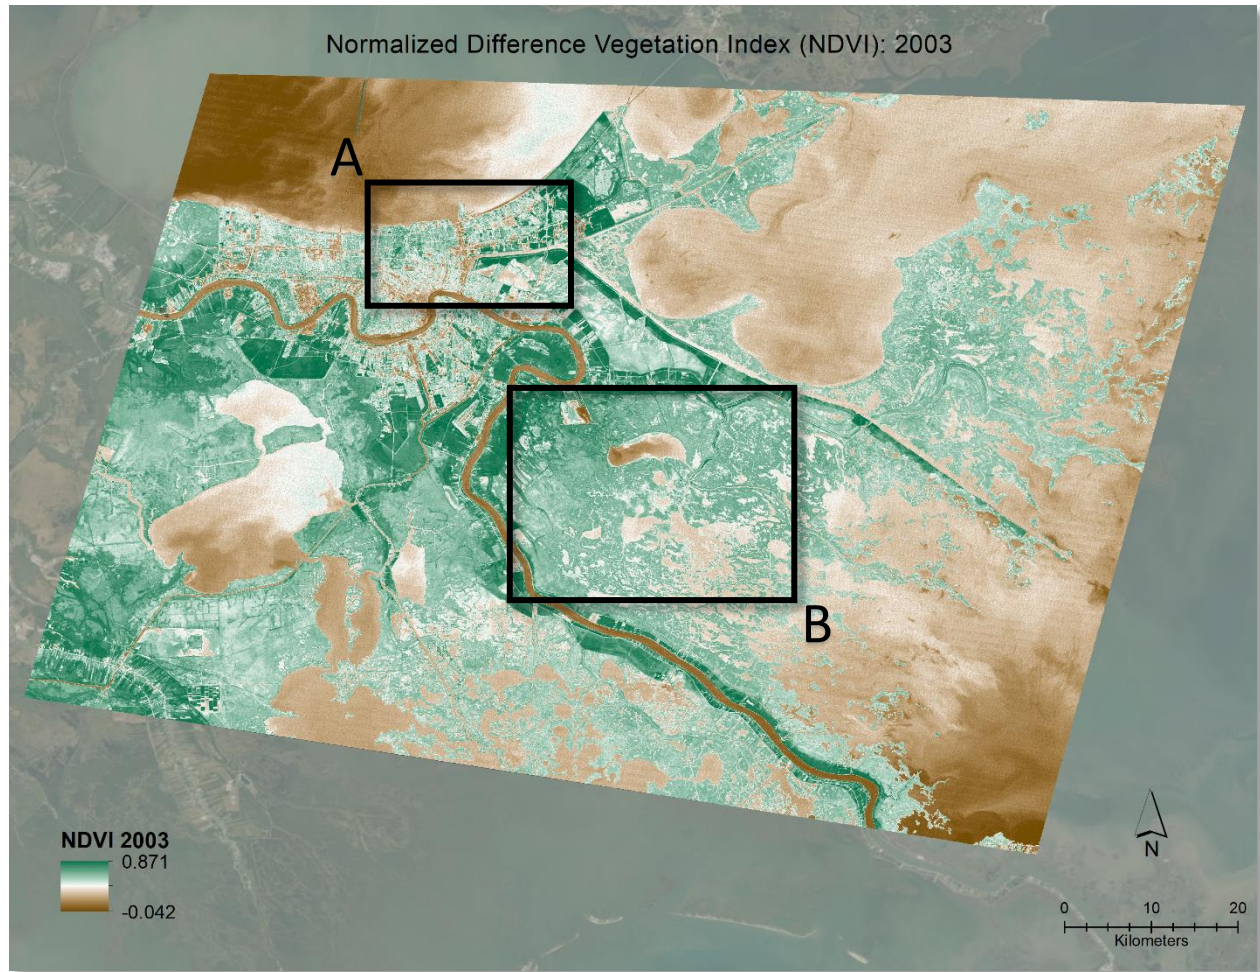 Normalized Difference Vegetation Index (NDVI): 2003
A
B
NDVI 2003
0.871
-0.042
N
0 10 20
Kilometers